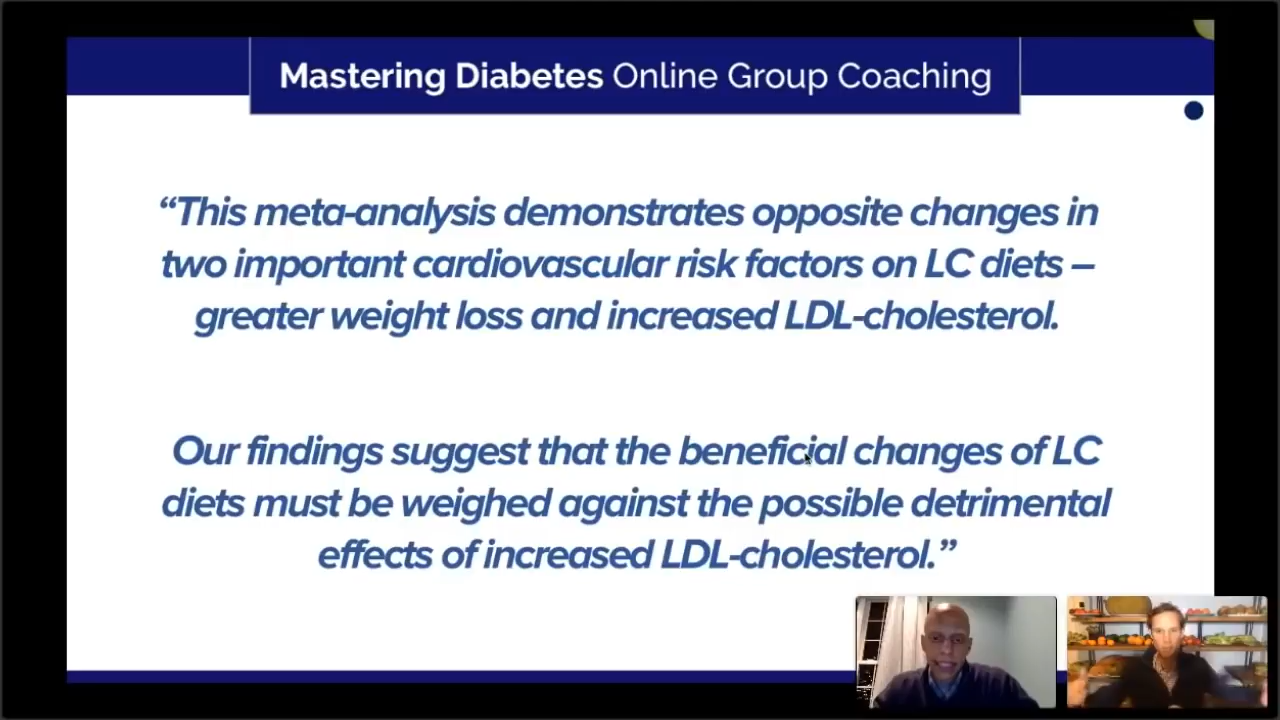 Mastering Diabetes Online Group Coaching
“This meta-analysis demonstrates opposite changes in
two important cardiovascular risk factors on LC diets –
greater weight loss and increased LDL-cholesterol.
Our findings suggest that the beneficial changes of LC
diets must be weighed against the possible detrimental
effects of increased LDL-cholesterol.”